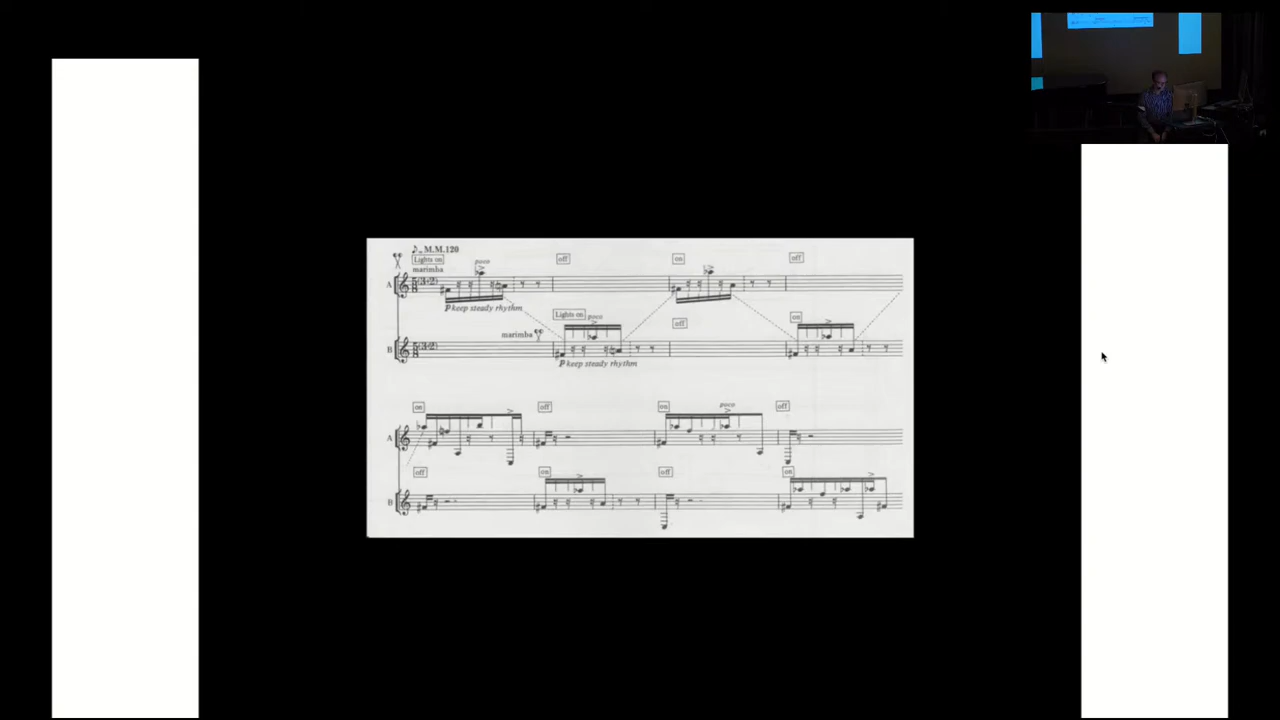 M.M.120
Lights on off on off
marimba poco
A
p keep steady rhythm
Lights on poco off on
marimba
B
p keep steady rhythm
on off on poco off
A
off on off on
B